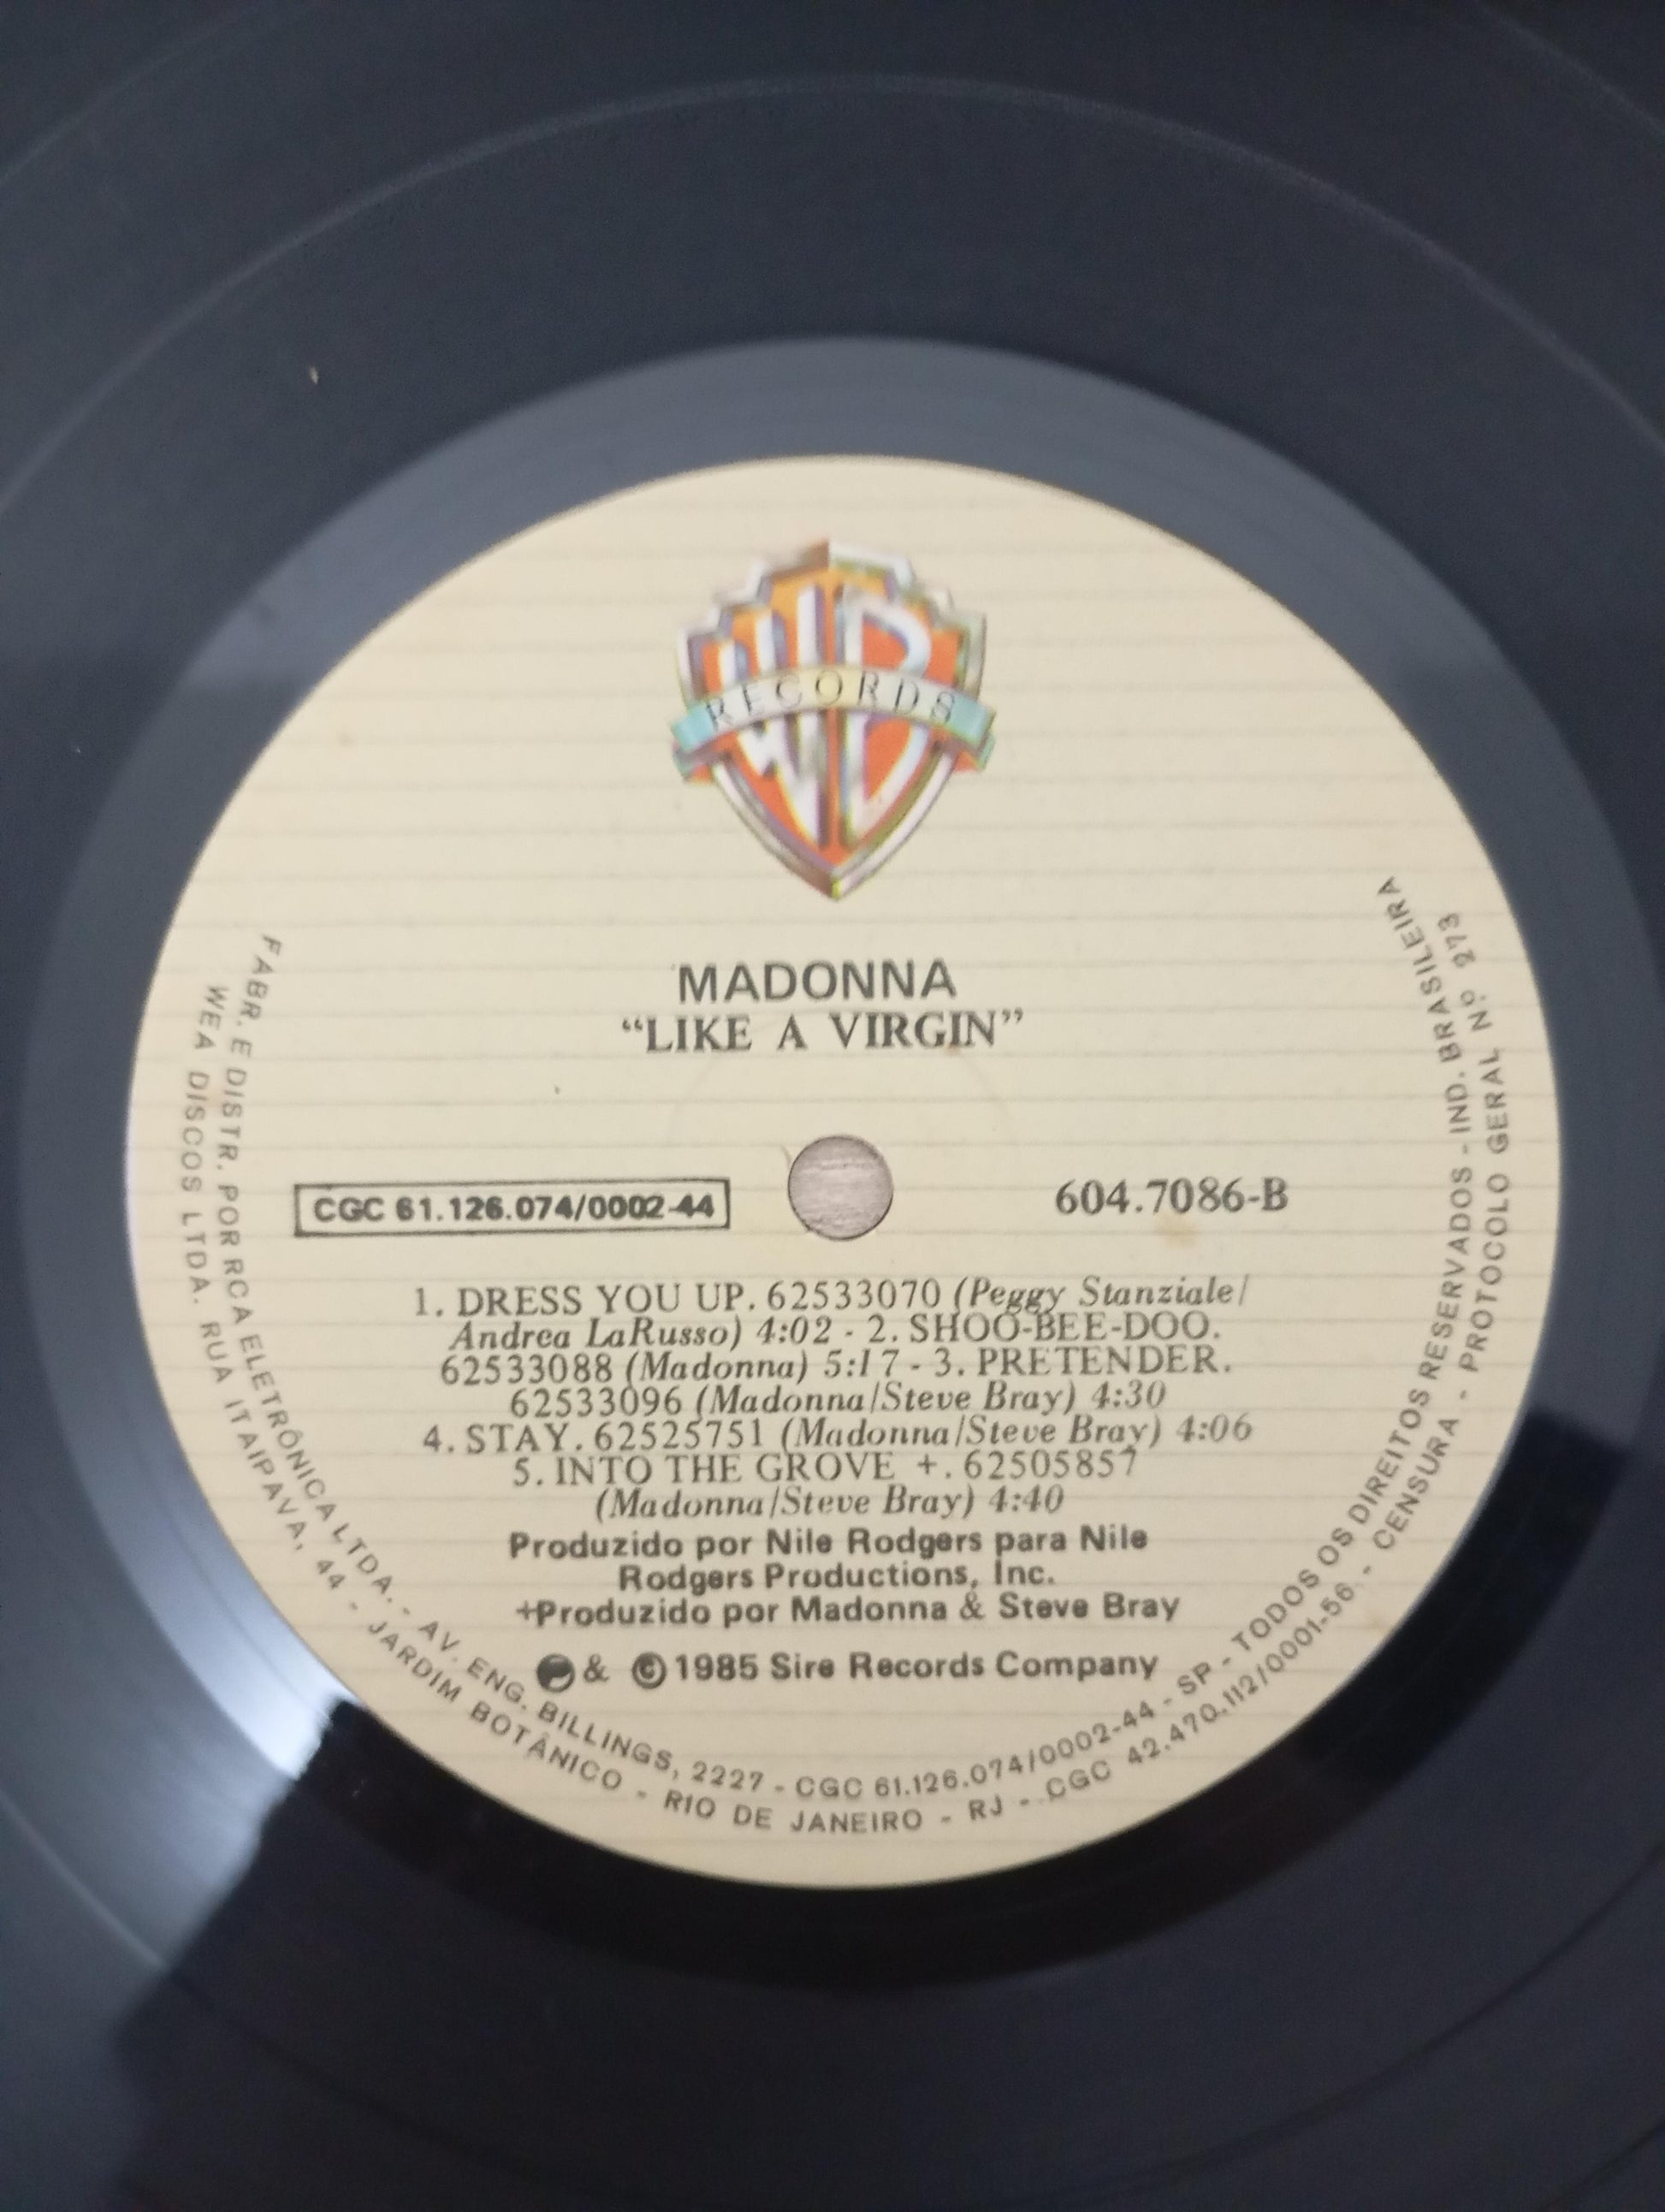 WB
RECORDS
MADONNA
“LIKE A VIRGIN”
CGC 61.126.074/0002-44
604.7086-B
1. DRESS YOU UP. 62533070 (Peggy Stanziale/
Andrea LaRusso) 4:02 - 2. SHOO-BEE-DOO.
62533088 (Madonna) 5:17 - 3. PRETENDER.
62533096 (Madonna/Steve Bray) 4:30
4. STAY. 62525751 (Madonna/Steve Bray) 4:06
5. INTO THE GROVE +. 62505857
(Madonna/Steve Bray) 4:40
Produzido por Nile Rodgers para Nile
Rodgers Productions, Inc.
+Produzido por Madonna & Steve Bray
℗ & © 1985 Sire Records Company
FABR. E DISTR. POR RCA ELETRÔNICA LTDA. - AV. ENG. BILLINGS, 2227 - CGC 61.126.074/0002-44 - SP - TODOS OS DIREITOS RESERVADOS - IND. BRASILEIRA
WEA DISCOS LTDA. RUA ITAIPAVA, 44 - JARDIM BOTÂNICO - RIO DE JANEIRO - RJ - CGC 42.470.112/0001-56. - CENSURA - PROTOCOLO GERAL Nº 273